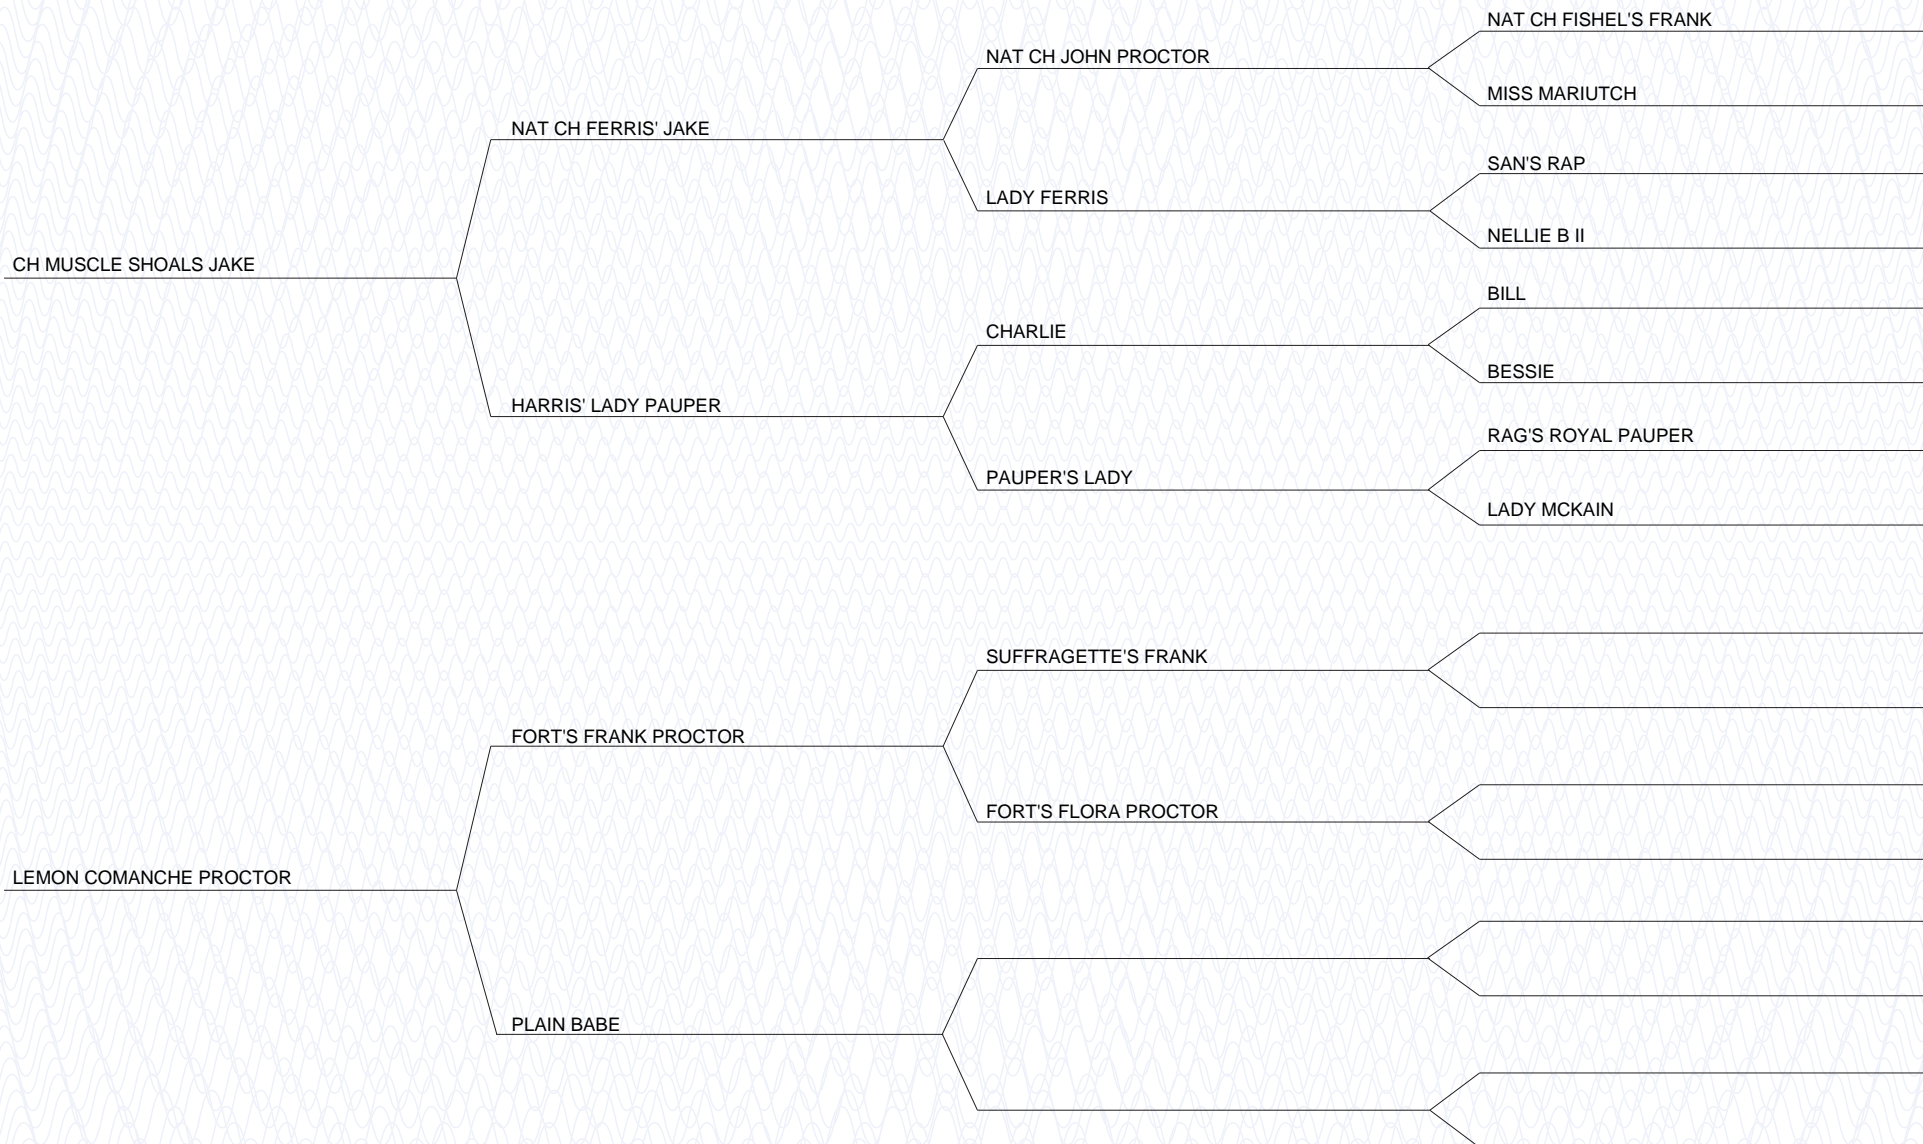 NAT CH FISHEL'S FRANK
NAT CH JOHN PROCTOR
MISS MARIUTCH
NAT CH FERRIS' JAKE
SAN'S RAP
LADY FERRIS
NELLIE B II
CH MUSCLE SHOALS JAKE
BILL
CHARLIE
BESSIE
HARRIS' LADY PAUPER
RAG'S ROYAL PAUPER
PAUPER'S LADY
LADY MCKAIN
SUFFRAGETTE'S FRANK
FORT'S FRANK PROCTOR
FORT'S FLORA PROCTOR
LEMON COMANCHE PROCTOR
PLAIN BABE